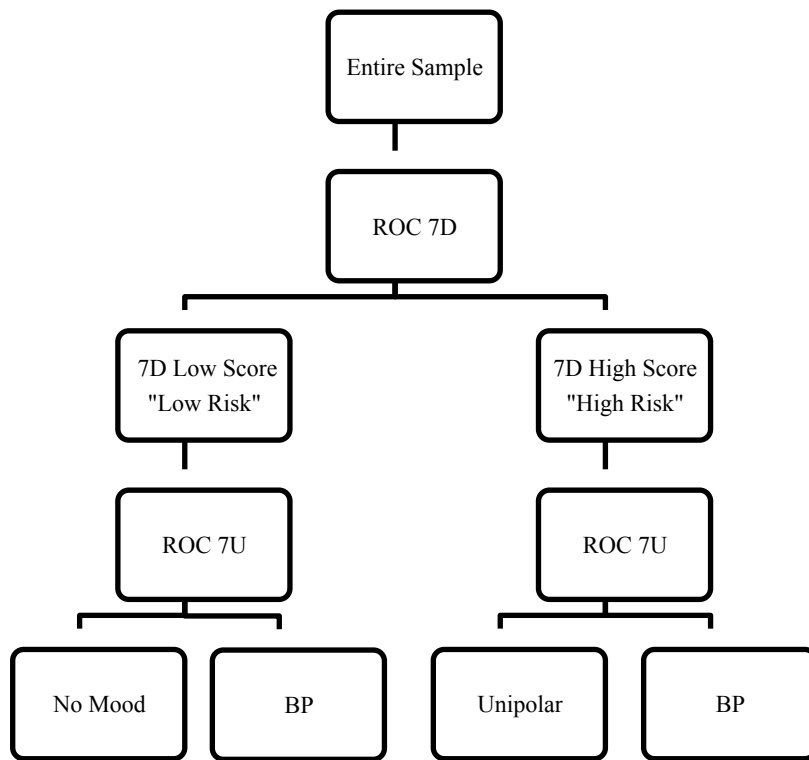 Entire Sample
ROC 7D
7D Low Score
"Low Risk"
7D High Score
"High Risk"
ROC 7U
ROC 7U
No Mood
BP
Unipolar
BP